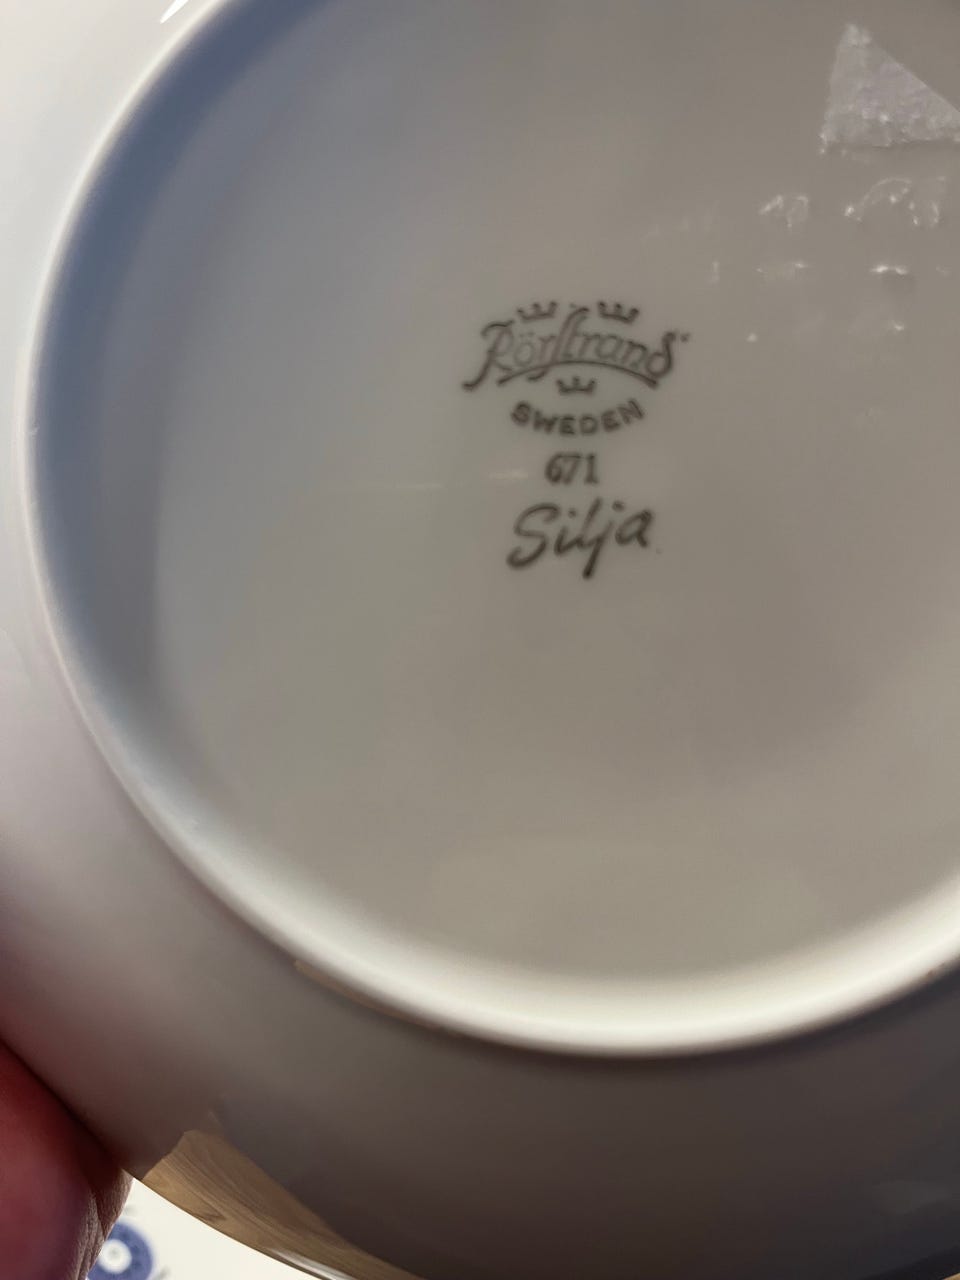 Rörstrand
SWEDEN
671
Silja